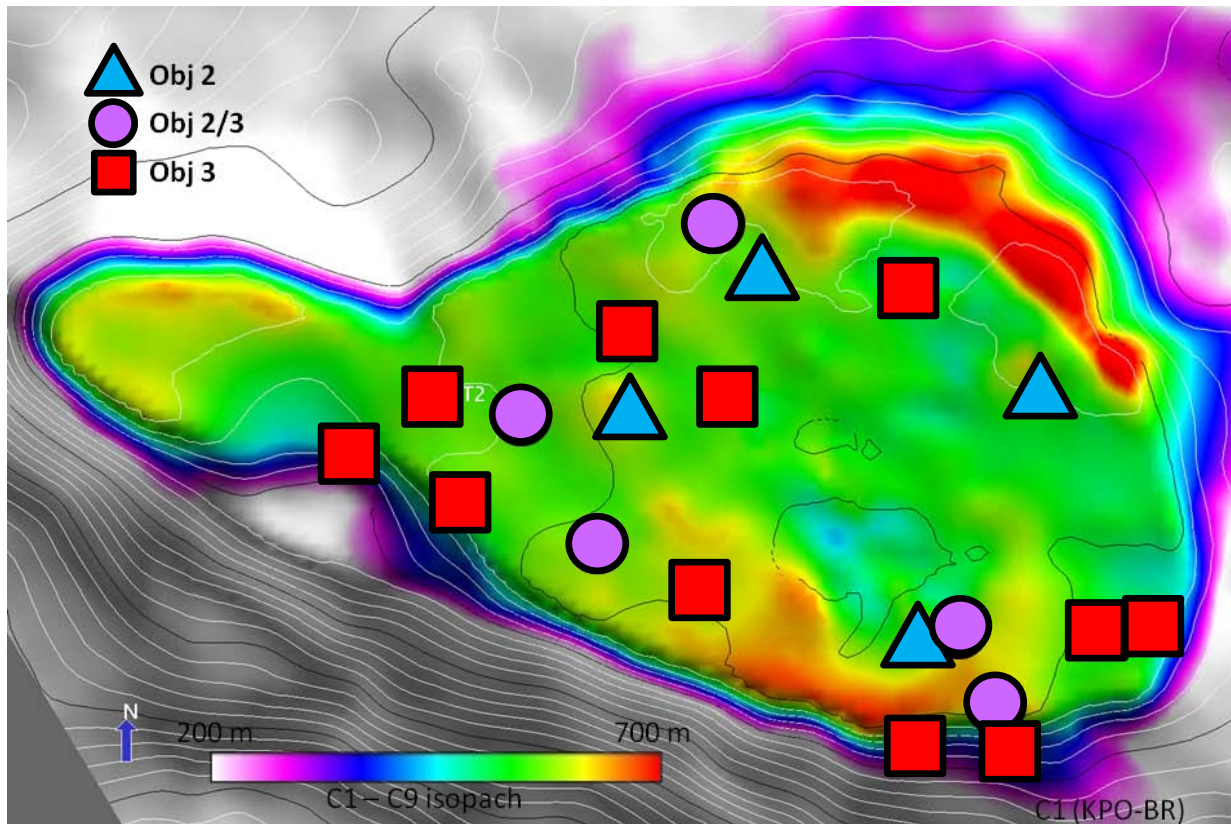 Obj 2
Obj 2/3
Obj 3
T2
N
200 m
700 m
C1 – C9 isopach
C1 (KPO-BR)